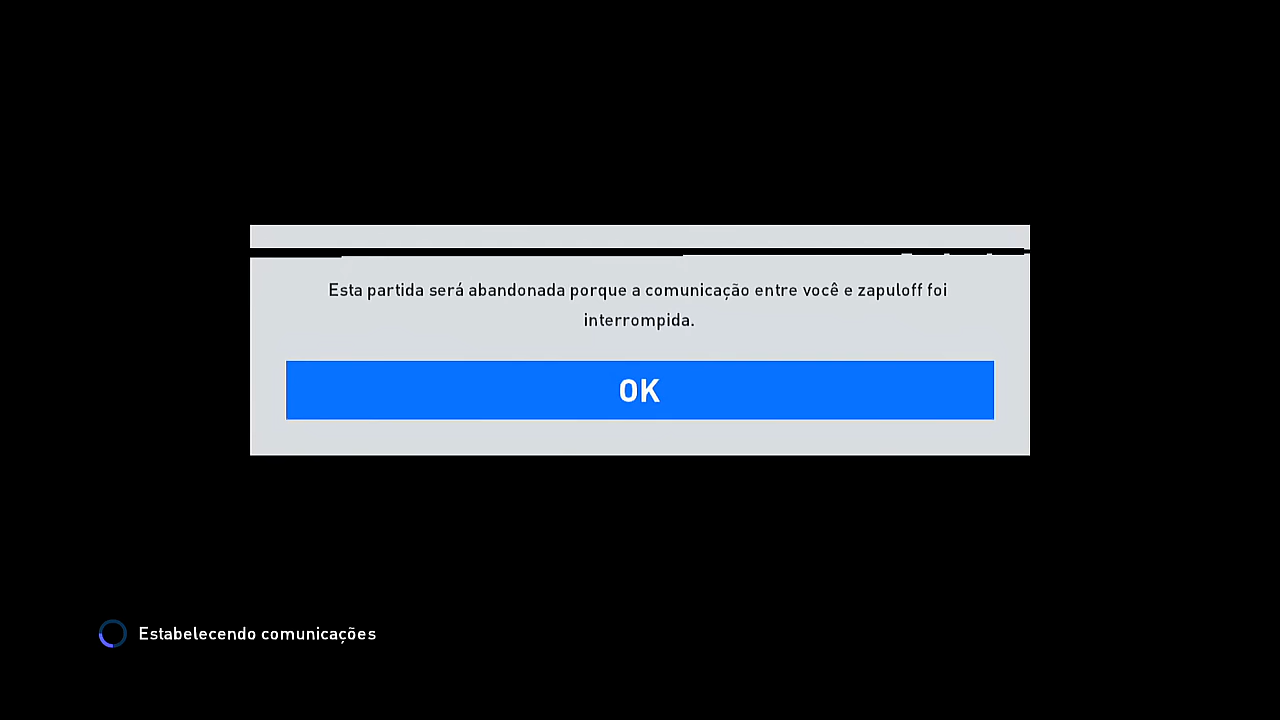 Esta partida será abandonada porque a comunicação entre você e zapuloff foi
interrompida.
OK
Estabelecendo comunicações